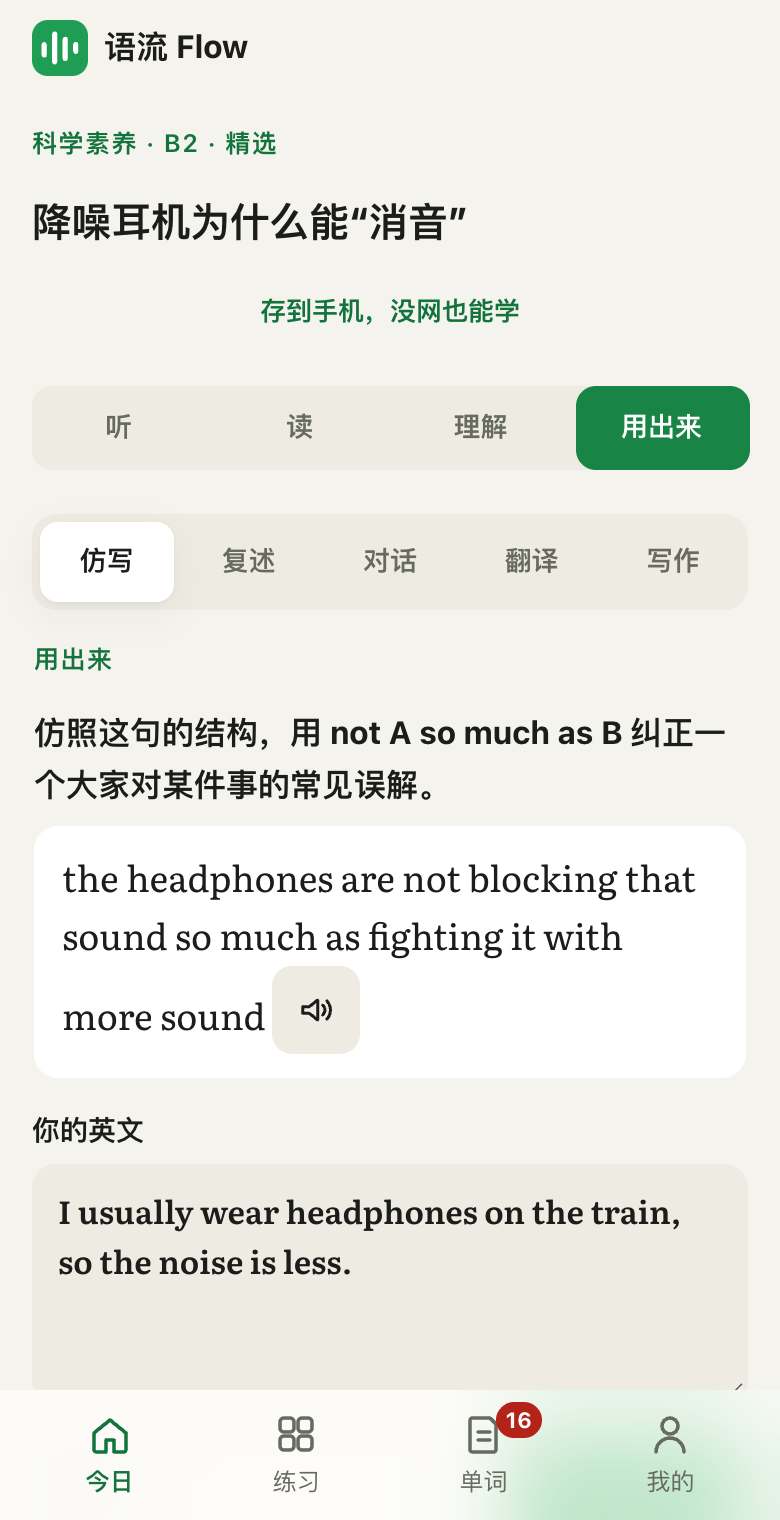 语流 Flow
科学素养 · B2 · 精选
降噪耳机为什么能“消音”
存到手机，没网也能学
听 读 理解 用出来
仿写 复述 对话 翻译 写作
用出来
仿照这句的结构，用 not A so much as B 纠正一
个大家对某件事的常见误解。
the headphones are not blocking that
sound so much as fighting it with
more sound
你的英文
I usually wear headphones on the train,
so the noise is less.
16
今日 练习 单词 我的